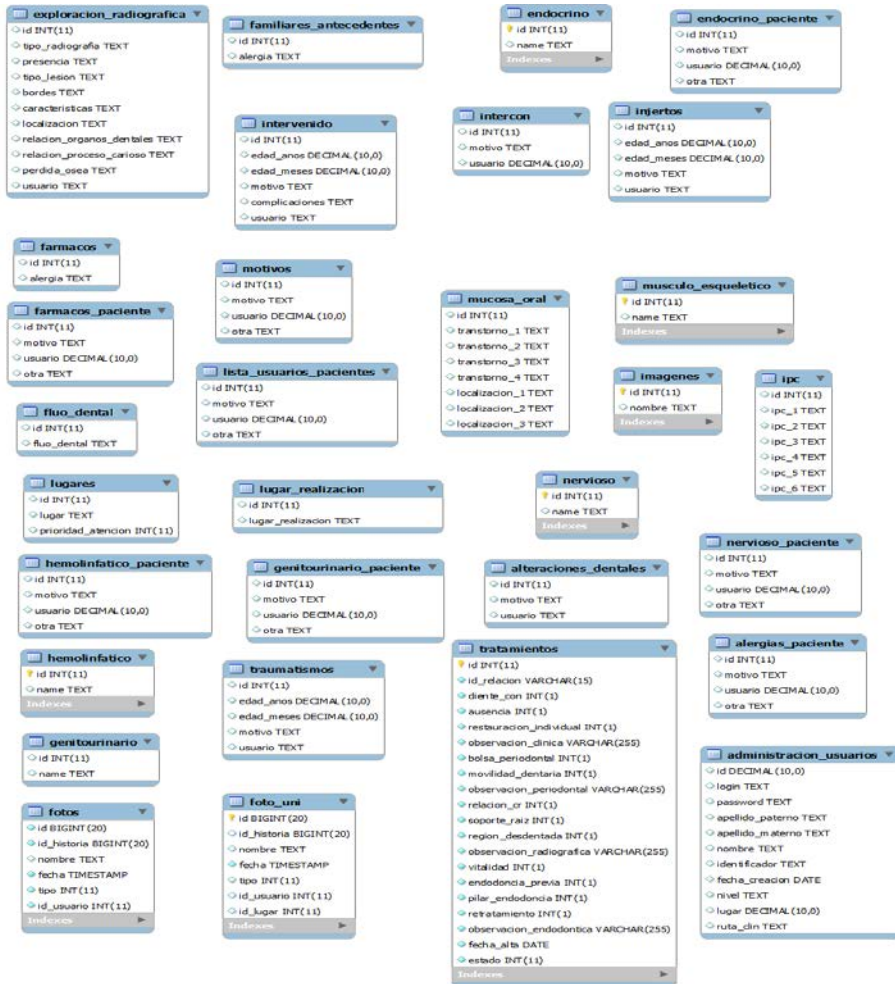 exploracion_radiografica
id INT(11)
tipo_radiografia TEXT
presencia TEXT
tipo_lesion TEXT
bordes TEXT
caracteristicas TEXT
localizacion TEXT
relacion_organos_dentales TEXT
relacion_proceso_carioso TEXT
perdida_osea TEXT
usuario TEXT
familiares_antecedentes
id INT(11)
alergia TEXT
endocrino
id INT(11)
name TEXT
Indexes
endocrino_paciente
id INT(11)
motivo TEXT
usuario DECIMAL(10,0)
otra TEXT
intervenido
id INT(11)
edad_anos DECIMAL(10,0)
edad_meses DECIMAL(10,0)
motivo TEXT
complicaciones TEXT
usuario TEXT
intercon
id INT(11)
motivo TEXT
usuario DECIMAL(10,0)
injertos
id INT(11)
edad_anos DECIMAL(10,0)
edad_meses DECIMAL(10,0)
motivo TEXT
usuario TEXT
farmacos
id INT(11)
alergia TEXT
motivos
id INT(11)
motivo TEXT
usuario DECIMAL(10,0)
otra TEXT
mucosa_oral
id INT(11)
transtorno_1 TEXT
transtorno_2 TEXT
transtorno_3 TEXT
transtorno_4 TEXT
localizacion_1 TEXT
localizacion_2 TEXT
localizacion_3 TEXT
musculo_esqueletico
id INT(11)
name TEXT
Indexes
farmacos_paciente
id INT(11)
motivo TEXT
usuario DECIMAL(10,0)
otra TEXT
lista_usuarios_pacientes
id INT(11)
motivo TEXT
usuario DECIMAL(10,0)
otra TEXT
imagenes
id INT(11)
nombre TEXT
Indexes
ipc
id INT(11)
ipc_1 TEXT
ipc_2 TEXT
ipc_3 TEXT
ipc_4 TEXT
ipc_5 TEXT
ipc_6 TEXT
fluo_dental
id INT(11)
fluo_dental TEXT
lugares
id INT(11)
lugar TEXT
prioridad_atencion INT(11)
lugar_realizacion
id INT(11)
lugar_realizacion TEXT
nervioso
id INT(11)
name TEXT
Indexes
nervioso_paciente
id INT(11)
motivo TEXT
usuario DECIMAL(10,0)
otra TEXT
hemolinfatico_paciente
id INT(11)
motivo TEXT
usuario DECIMAL(10,0)
otra TEXT
genitourinario_paciente
id INT(11)
motivo TEXT
usuario DECIMAL(10,0)
otra TEXT
alteraciones_dentales
id INT(11)
motivo TEXT
usuario TEXT
hemolinfatico
id INT(11)
name TEXT
Indexes
traumatismos
id INT(11)
edad_anos DECIMAL(10,0)
edad_meses DECIMAL(10,0)
motivo TEXT
usuario TEXT
tratamientos
id INT(11)
id_relacion VARCHAR(15)
diente_con INT(1)
ausencia INT(1)
restauracion_individual INT(1)
observacion_clinica VARCHAR(255)
bolsa_periodontal INT(1)
movilidad_dentaria INT(1)
observacion_periodontal VARCHAR(255)
relacion_cr INT(1)
soporte_raiz INT(1)
region_desdentada INT(1)
observacion_radiografica VARCHAR(255)
vitalidad INT(1)
endodoncia_previa INT(1)
pilar_endodoncia INT(1)
retratamiento INT(1)
observacion_endodontica VARCHAR(255)
fecha_alta DATE
estado INT(11)
Indexes
alergias_paciente
id INT(11)
motivo TEXT
usuario DECIMAL(10,0)
otra TEXT
genitourinario
id INT(11)
name TEXT
administracion_usuarios
id DECIMAL(10,0)
login TEXT
password TEXT
apellido_paterno TEXT
apellido_materno TEXT
nombre TEXT
identificador TEXT
fecha_creacion DATE
nivel TEXT
lugar DECIMAL(10,0)
ruta_clin TEXT
fotos
id BIGINT(20)
id_historia BIGINT(20)
nombre TEXT
fecha TIMESTAMP
tipo INT(11)
id_usuario INT(11)
Indexes
foto_uni
id BIGINT(20)
id_historia BIGINT(20)
nombre TEXT
fecha TIMESTAMP
tipo INT(11)
id_usuario INT(11)
id_lugar INT(11)
Indexes